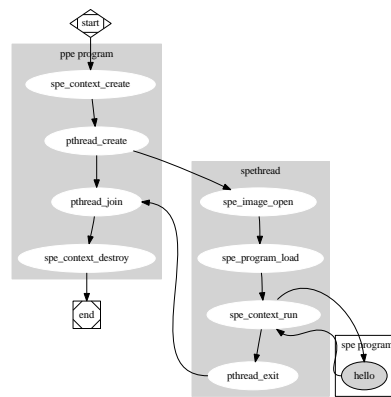 start
ppe program
spe_context_create
pthread_create
spethread
pthread_join
spe_image_open
spe_context_destroy
spe_program_load
end
spe_context_run
spe program
pthread_exit
hello